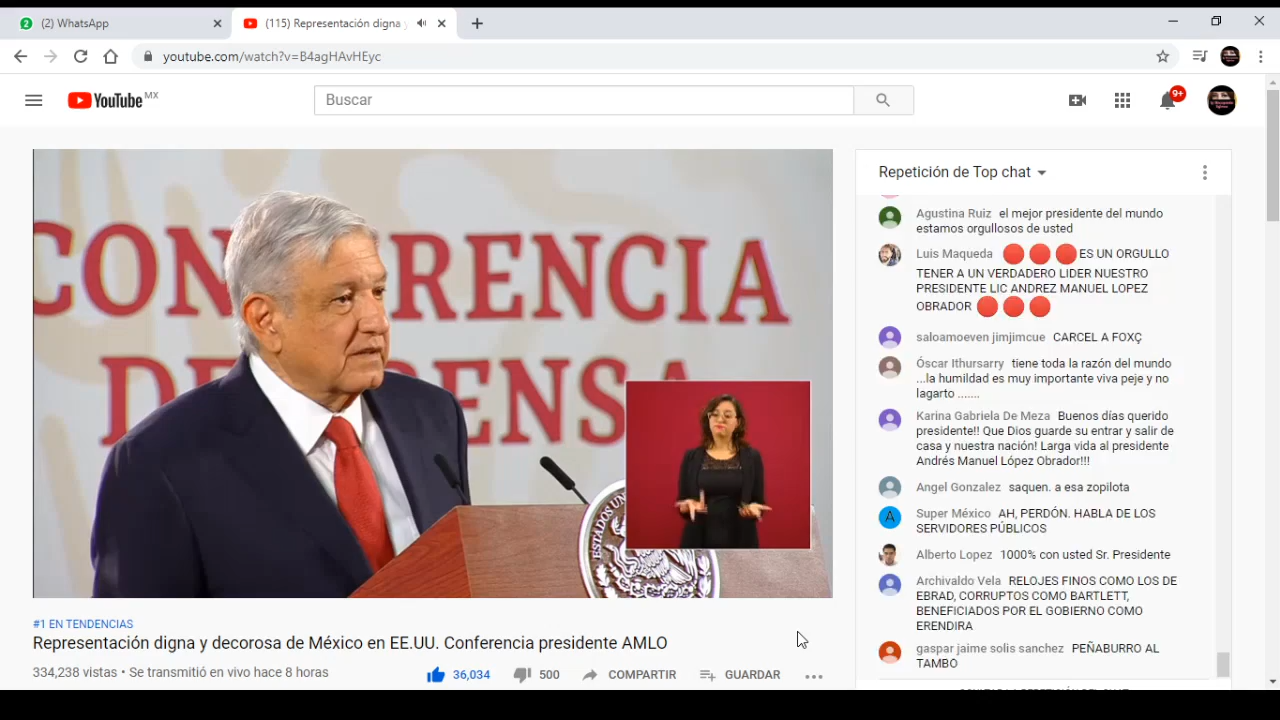 2
(2) WhatsApp
(115) Representación digna y
youtube.com/watch?v=B4agHAvHEyc
YouTube MX
Buscar
9+
CONFERENCIA
DE PRENSA
ESTADOS UN
#1 EN TENDENCIAS
Representación digna y decorosa de México en EE.UU. Conferencia presidente AMLO
334,238 vistas • Se transmitió en vivo hace 8 horas
36,034
500
COMPARTIR
GUARDAR
Repetición de Top chat
Agustina Ruiz el mejor presidente del mundo
estamos orgullosos de usted
Luis Maqueda 🔴 🔴 🔴 ES UN ORGULLO
TENER A UN VERDADERO LIDER NUESTRO
PRESIDENTE LIC ANDREZ MANUEL LOPEZ
OBRADOR 🔴 🔴 🔴
saloamoeven jimjimcue CARCEL A FOXÇ
Óscar Ithursarry tiene toda la razón del mundo
...la humildad es muy importante viva peje y no
lagarto .......
Karina Gabriela De Meza Buenos días querido
presidente!! Que Dios guarde su entrar y salir de
casa y nuestra nación! Larga vida al presidente
Andrés Manuel López Obrador!!!
Angel Gonzalez saquen. a esa zopilota
A
Super México AH, PERDÓN. HABLA DE LOS
SERVIDORES PÚBLICOS
Alberto Lopez 1000% con usted Sr. Presidente
Archivaldo Vela RELOJES FINOS COMO LOS DE
EBRAD, CORRUPTOS COMO BARTLETT,
BENEFICIADOS POR EL GOBIERNO COMO
ERENDIRA
gaspar jaime solis sanchez PEÑABURRO AL
TAMBO